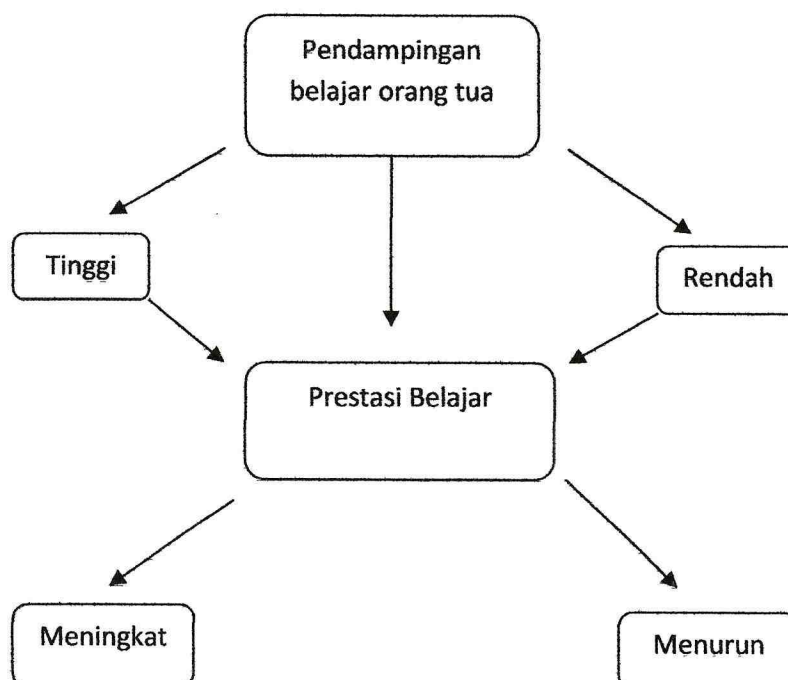 Pendampingan
belajar orang tua
Tinggi
Rendah
Prestasi Belajar
Meningkat
Menurun